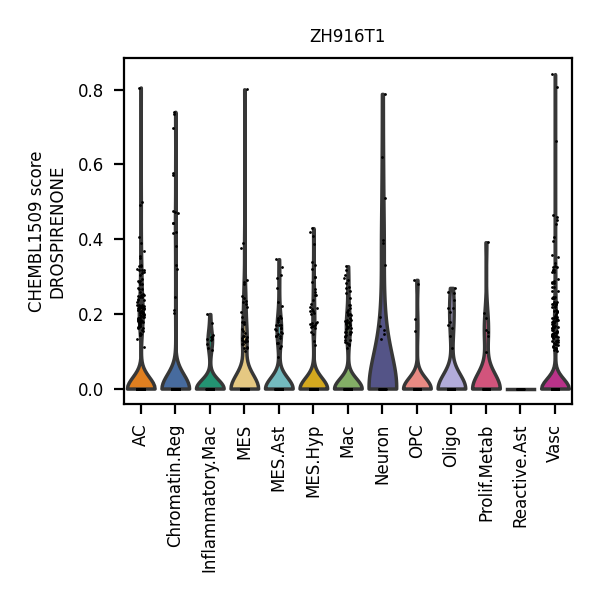 ZH916T1
CHEMBL1509 score
DROSPIRENONE
0.8
0.6
0.4
0.2
0.0
AC
Chromatin.Reg
Inflammatory.Mac
MES
MES.Ast
MES.Hyp
Mac
Neuron
OPC
Oligo
Prolif.Metab
Reactive.Ast
Vasc